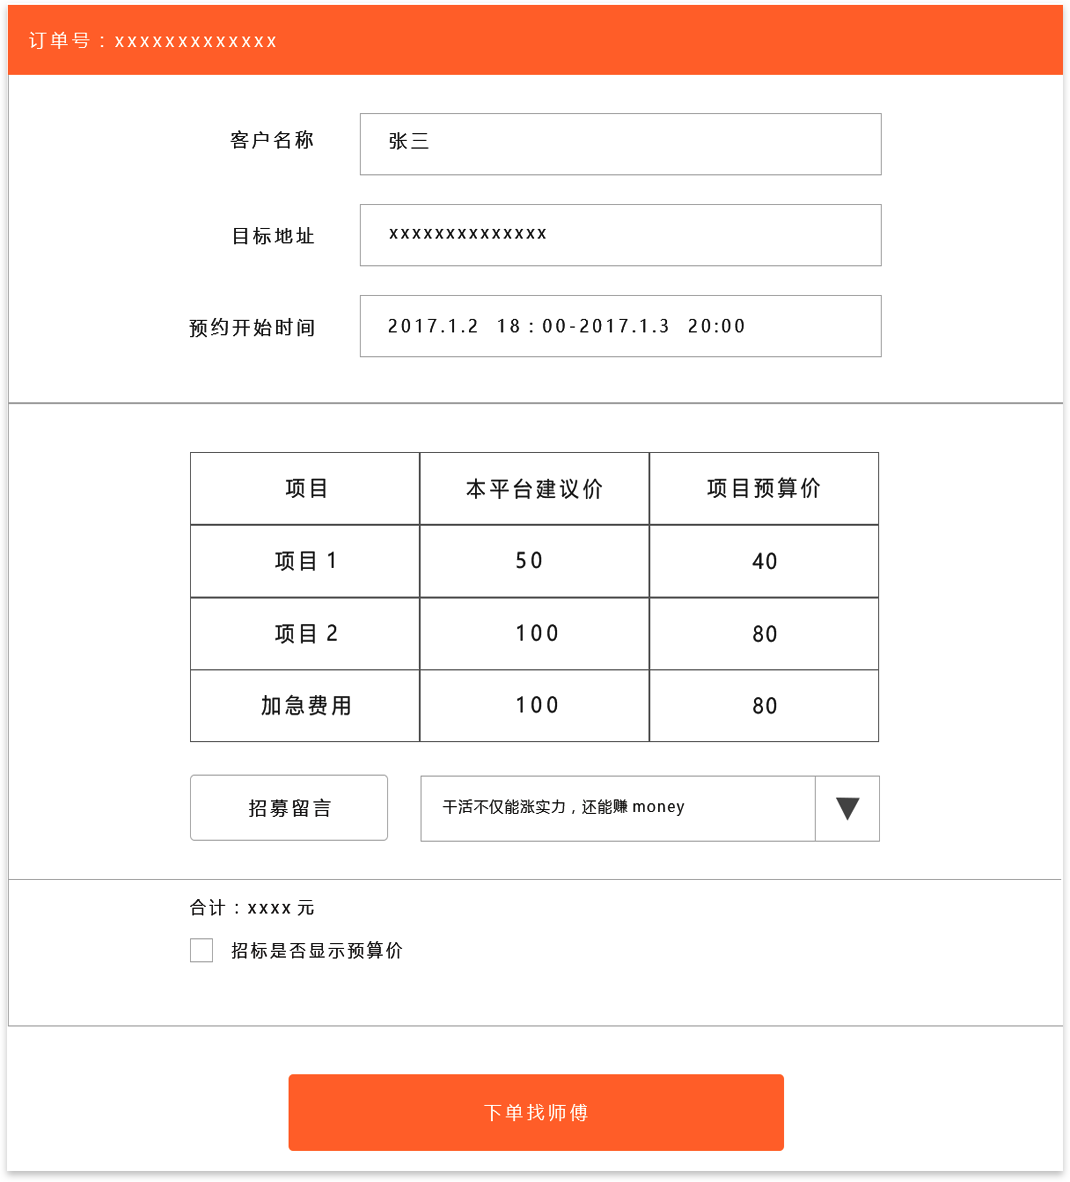 订单号：xxxxxxxxxxxxx
客户名称 张三
目标地址 xxxxxxxxxxxxxx
预约开始时间 2017.1.2 18：00-2017.1.3 20:00
项目 本平台建议价 项目预算价
项目 1 50 40
项目 2 100 80
加急费用 100 80
招募留言 干活不仅能涨实力，还能赚 money
合计：xxxx 元
招标是否显示预算价
下单找师傅